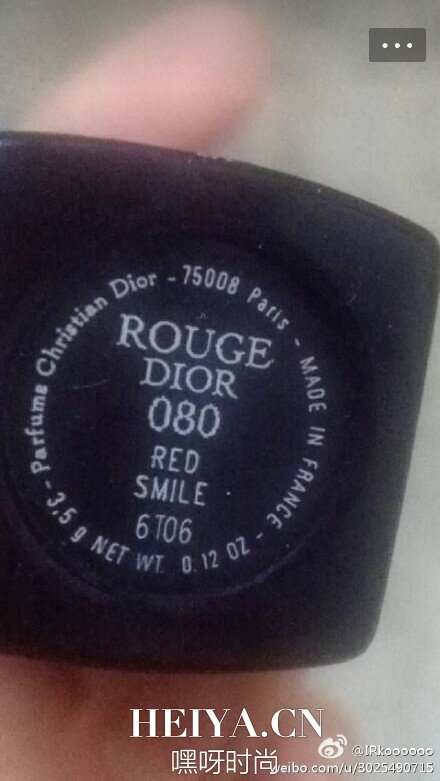 Parfums Christian Dior - 75008 Paris - MADE IN FRANCE - 3,5 g NET WT. 0.12 OZ -
ROUGE
DIOR
080
RED
SMILE
6T06
HEIYA.CN
嘿呀时尚
@IRkoooooo
weibo.com/u/3025490715